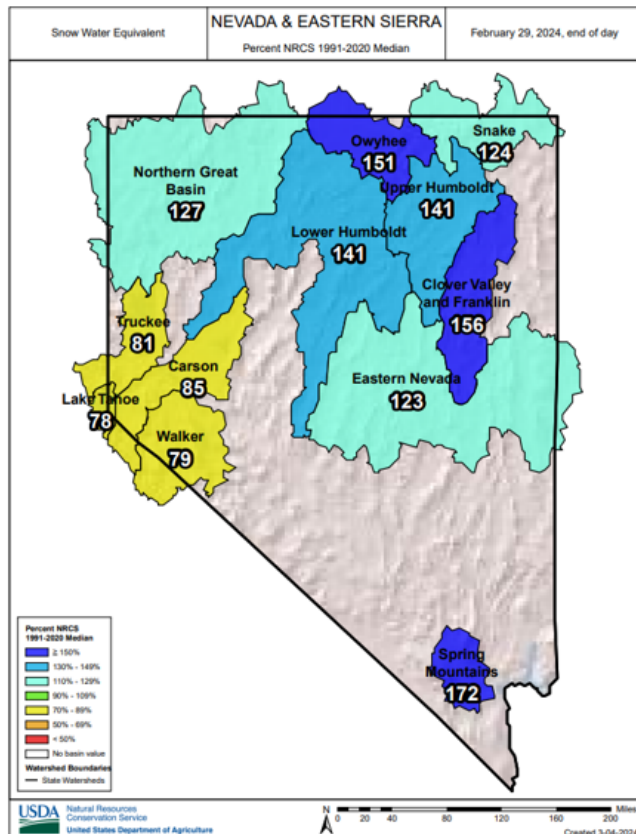 Snow Water Equivalent
NEVADA & EASTERN SIERRA
Percent NRCS 1991-2020 Median
February 29, 2024, end of day
Owyhee
151
Snake
124
Northern Great
Basin
127
Upper Humboldt
141
Lower Humboldt
141
Clover Valley
and Franklin
156
Truckee
81
Carson
85
Eastern Nevada
123
Lake Tahoe
78
Walker
79
Spring
Mountains
172
Percent NRCS
1991-2020 Median
≥ 150%
130% - 149%
110% - 129%
90% - 109%
70% - 89%
50% - 69%
< 50%
No basin value
Watershed Boundaries
State Watersheds
USDA
Natural Resources
Conservation Service
United States Department of Agriculture
N
0 20 40 80 120 160 200 Miles
Created 3-04-2024